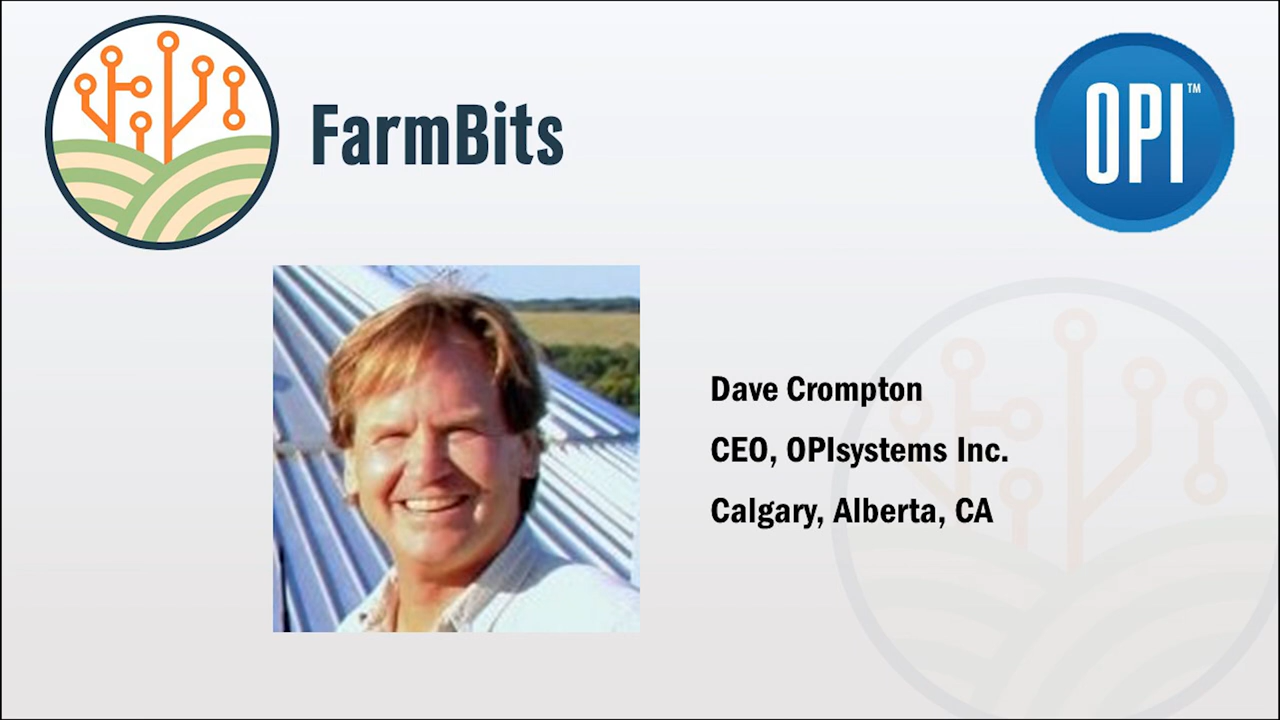 FarmBits
OPI™
Dave Crompton
CEO, OPIsystems Inc.
Calgary, Alberta, CA